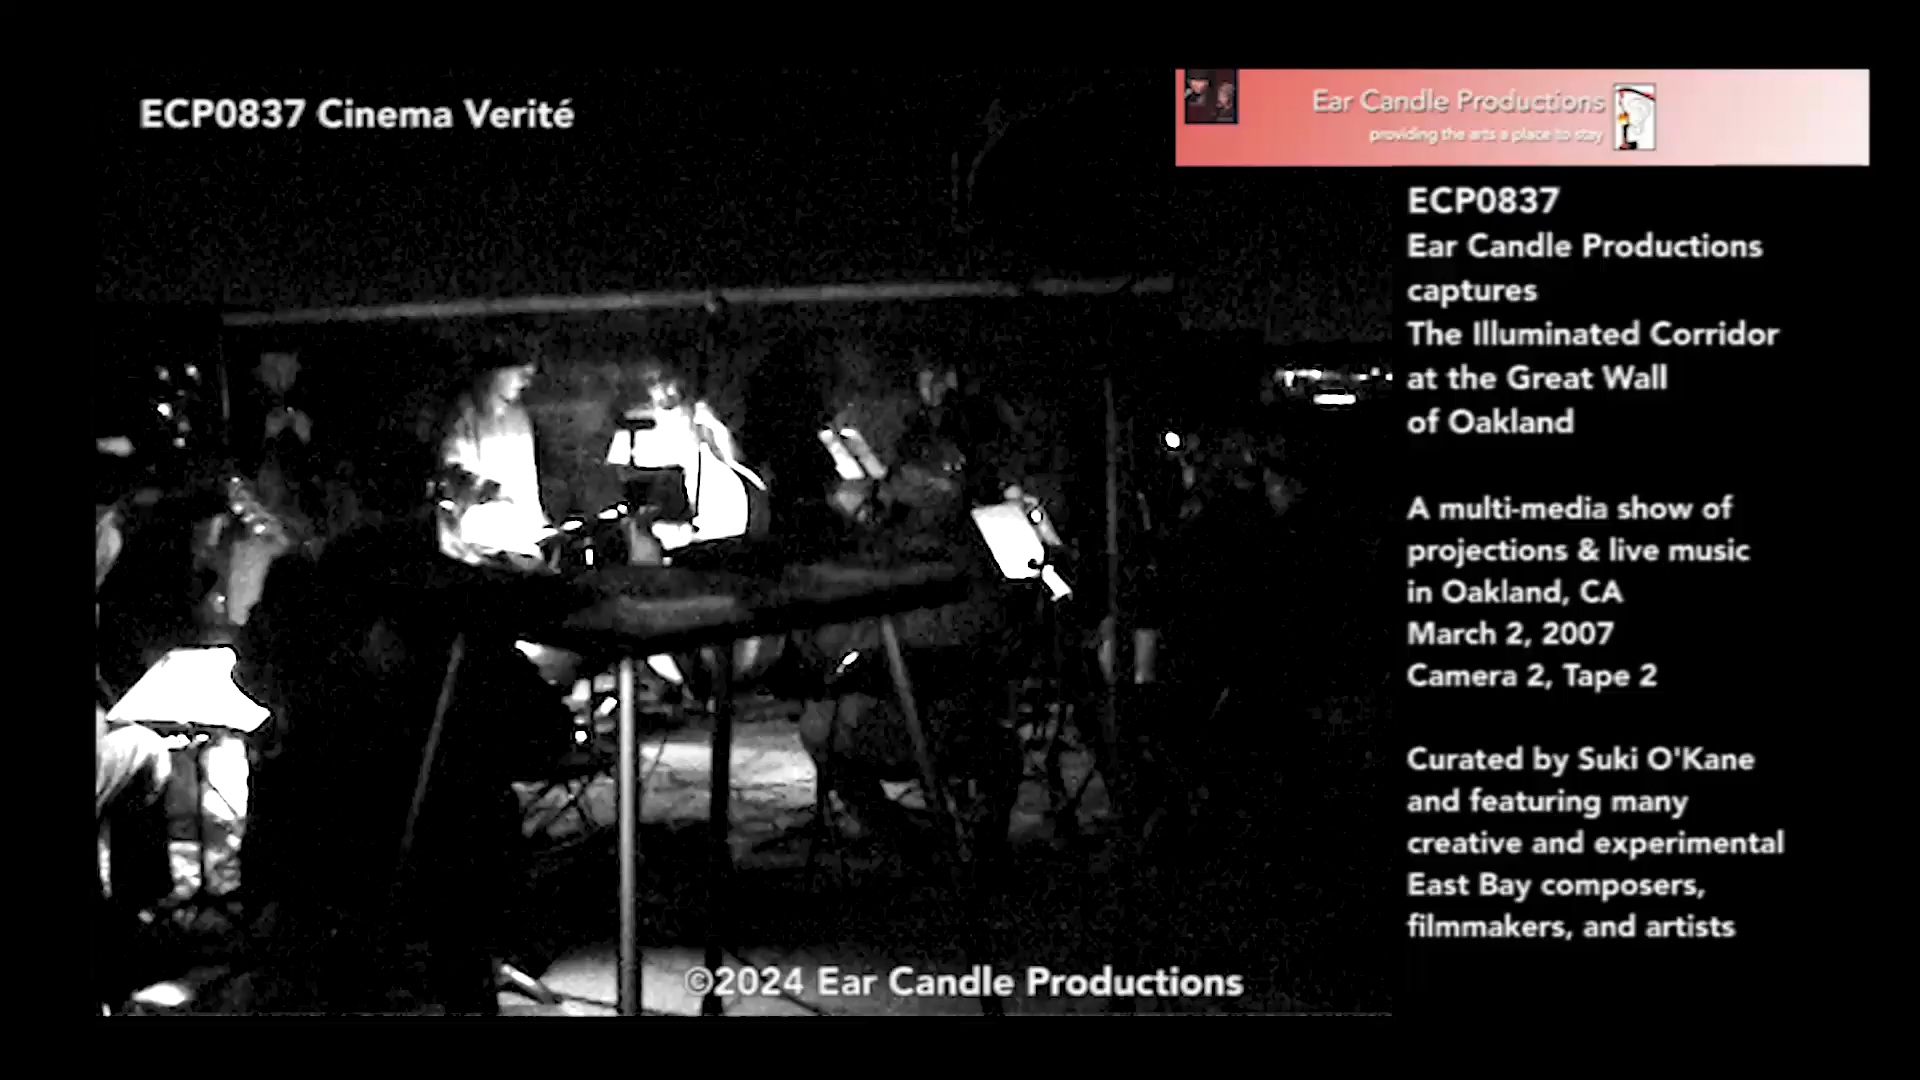 ECP0837 Cinema Verité
Ear Candle Productions
providing the arts a place to stay
ECP0837
Ear Candle Productions
captures
The Illuminated Corridor
at the Great Wall
of Oakland
A multi-media show of
projections & live music
in Oakland, CA
March 2, 2007
Camera 2, Tape 2
Curated by Suki O'Kane
and featuring many
creative and experimental
East Bay composers,
filmmakers, and artists
©2024 Ear Candle Productions